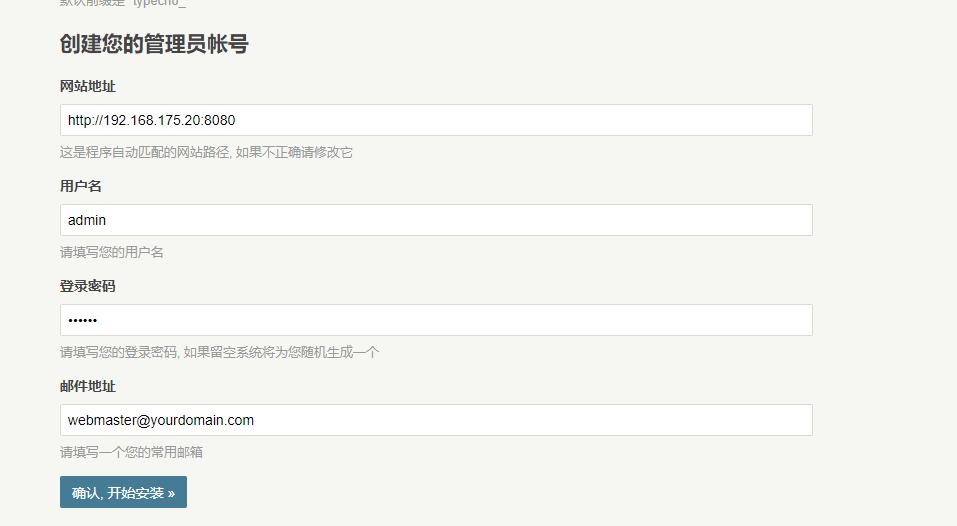 默认前缀是 "typecho_"
创建您的管理员帐号
网站地址
http://192.168.175.20:8080
这是程序自动匹配的网站路径, 如果不正确请修改它
用户名
admin
请填写您的用户名
登录密码
••••••
请填写您的登录密码, 如果留空系统将为您随机生成一个
邮件地址
webmaster@yourdomain.com
请填写一个您的常用邮箱
确认, 开始安装 »